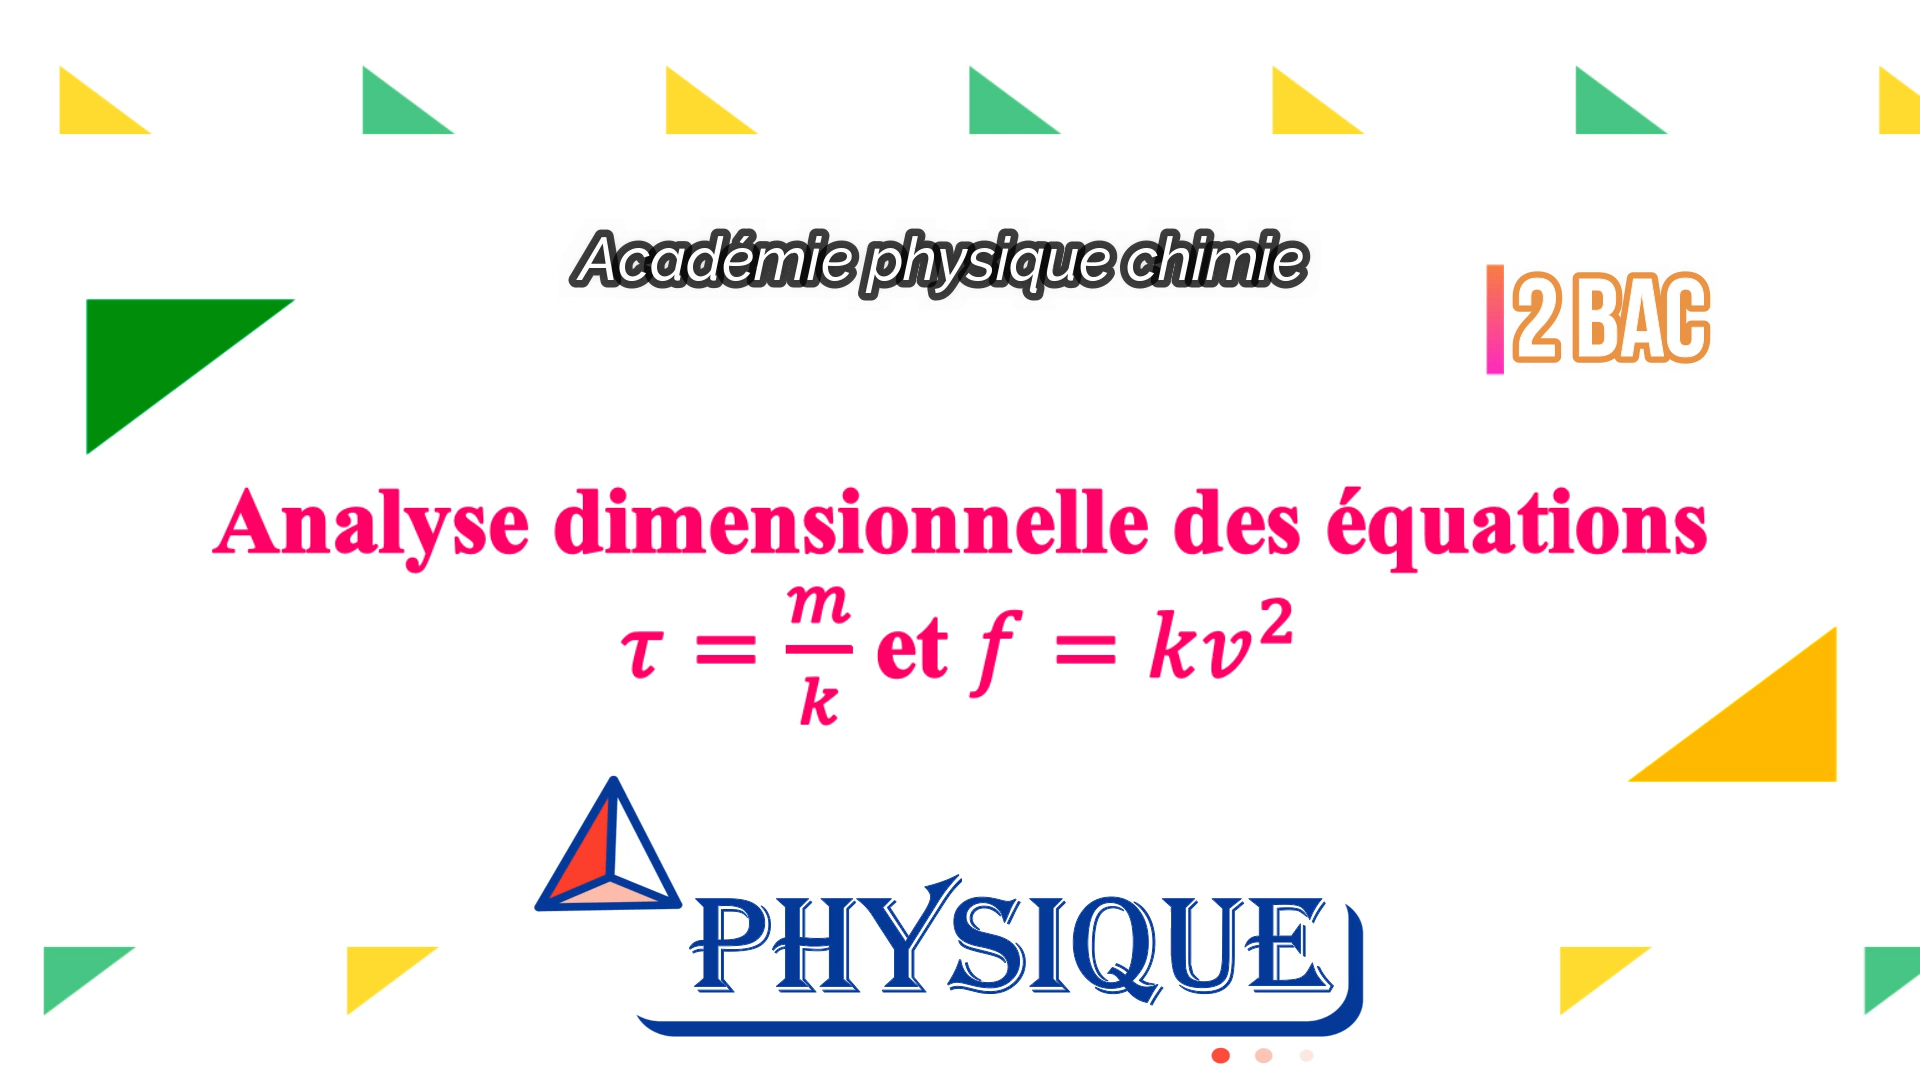 Académie physique chimie
2 BAC
Analyse dimensionnelle des équations
τ = m/k et f = kv²
PHYSIQUE